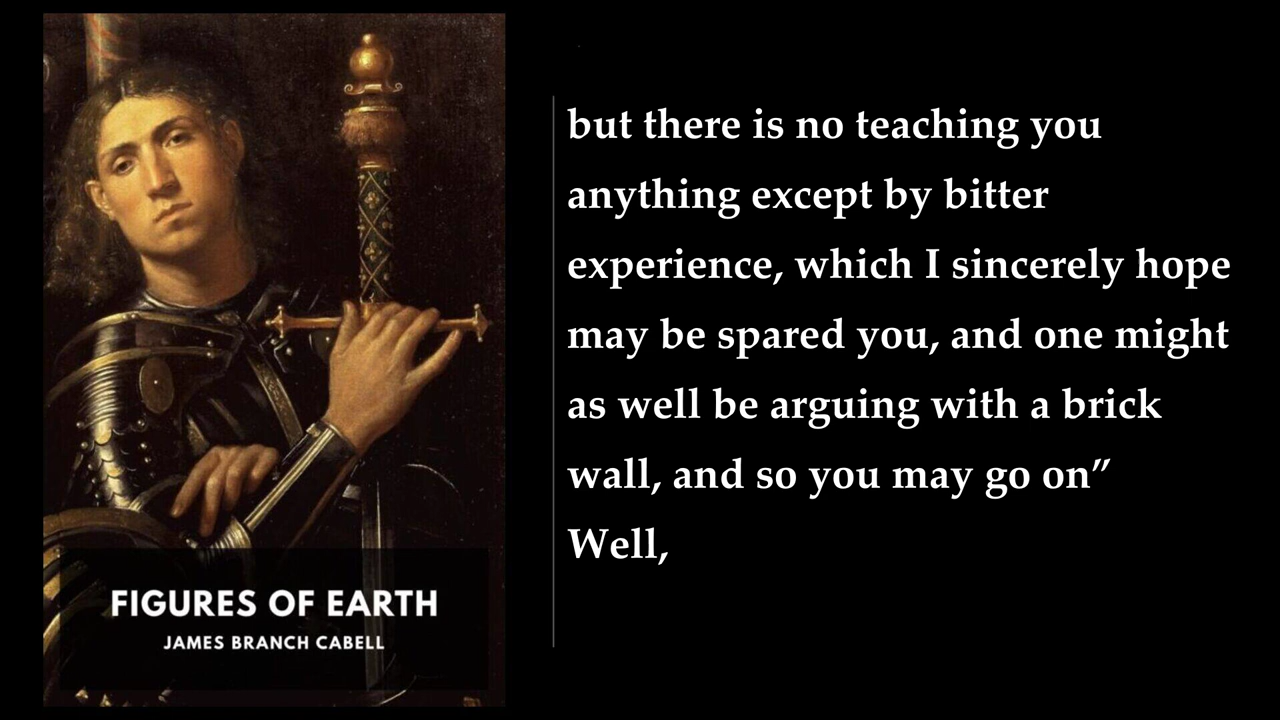 FIGURES OF EARTH
JAMES BRANCH CABELL
but there is no teaching you
anything except by bitter
experience, which I sincerely hope
may be spared you, and one might
as well be arguing with a brick
wall, and so you may go on”
Well,